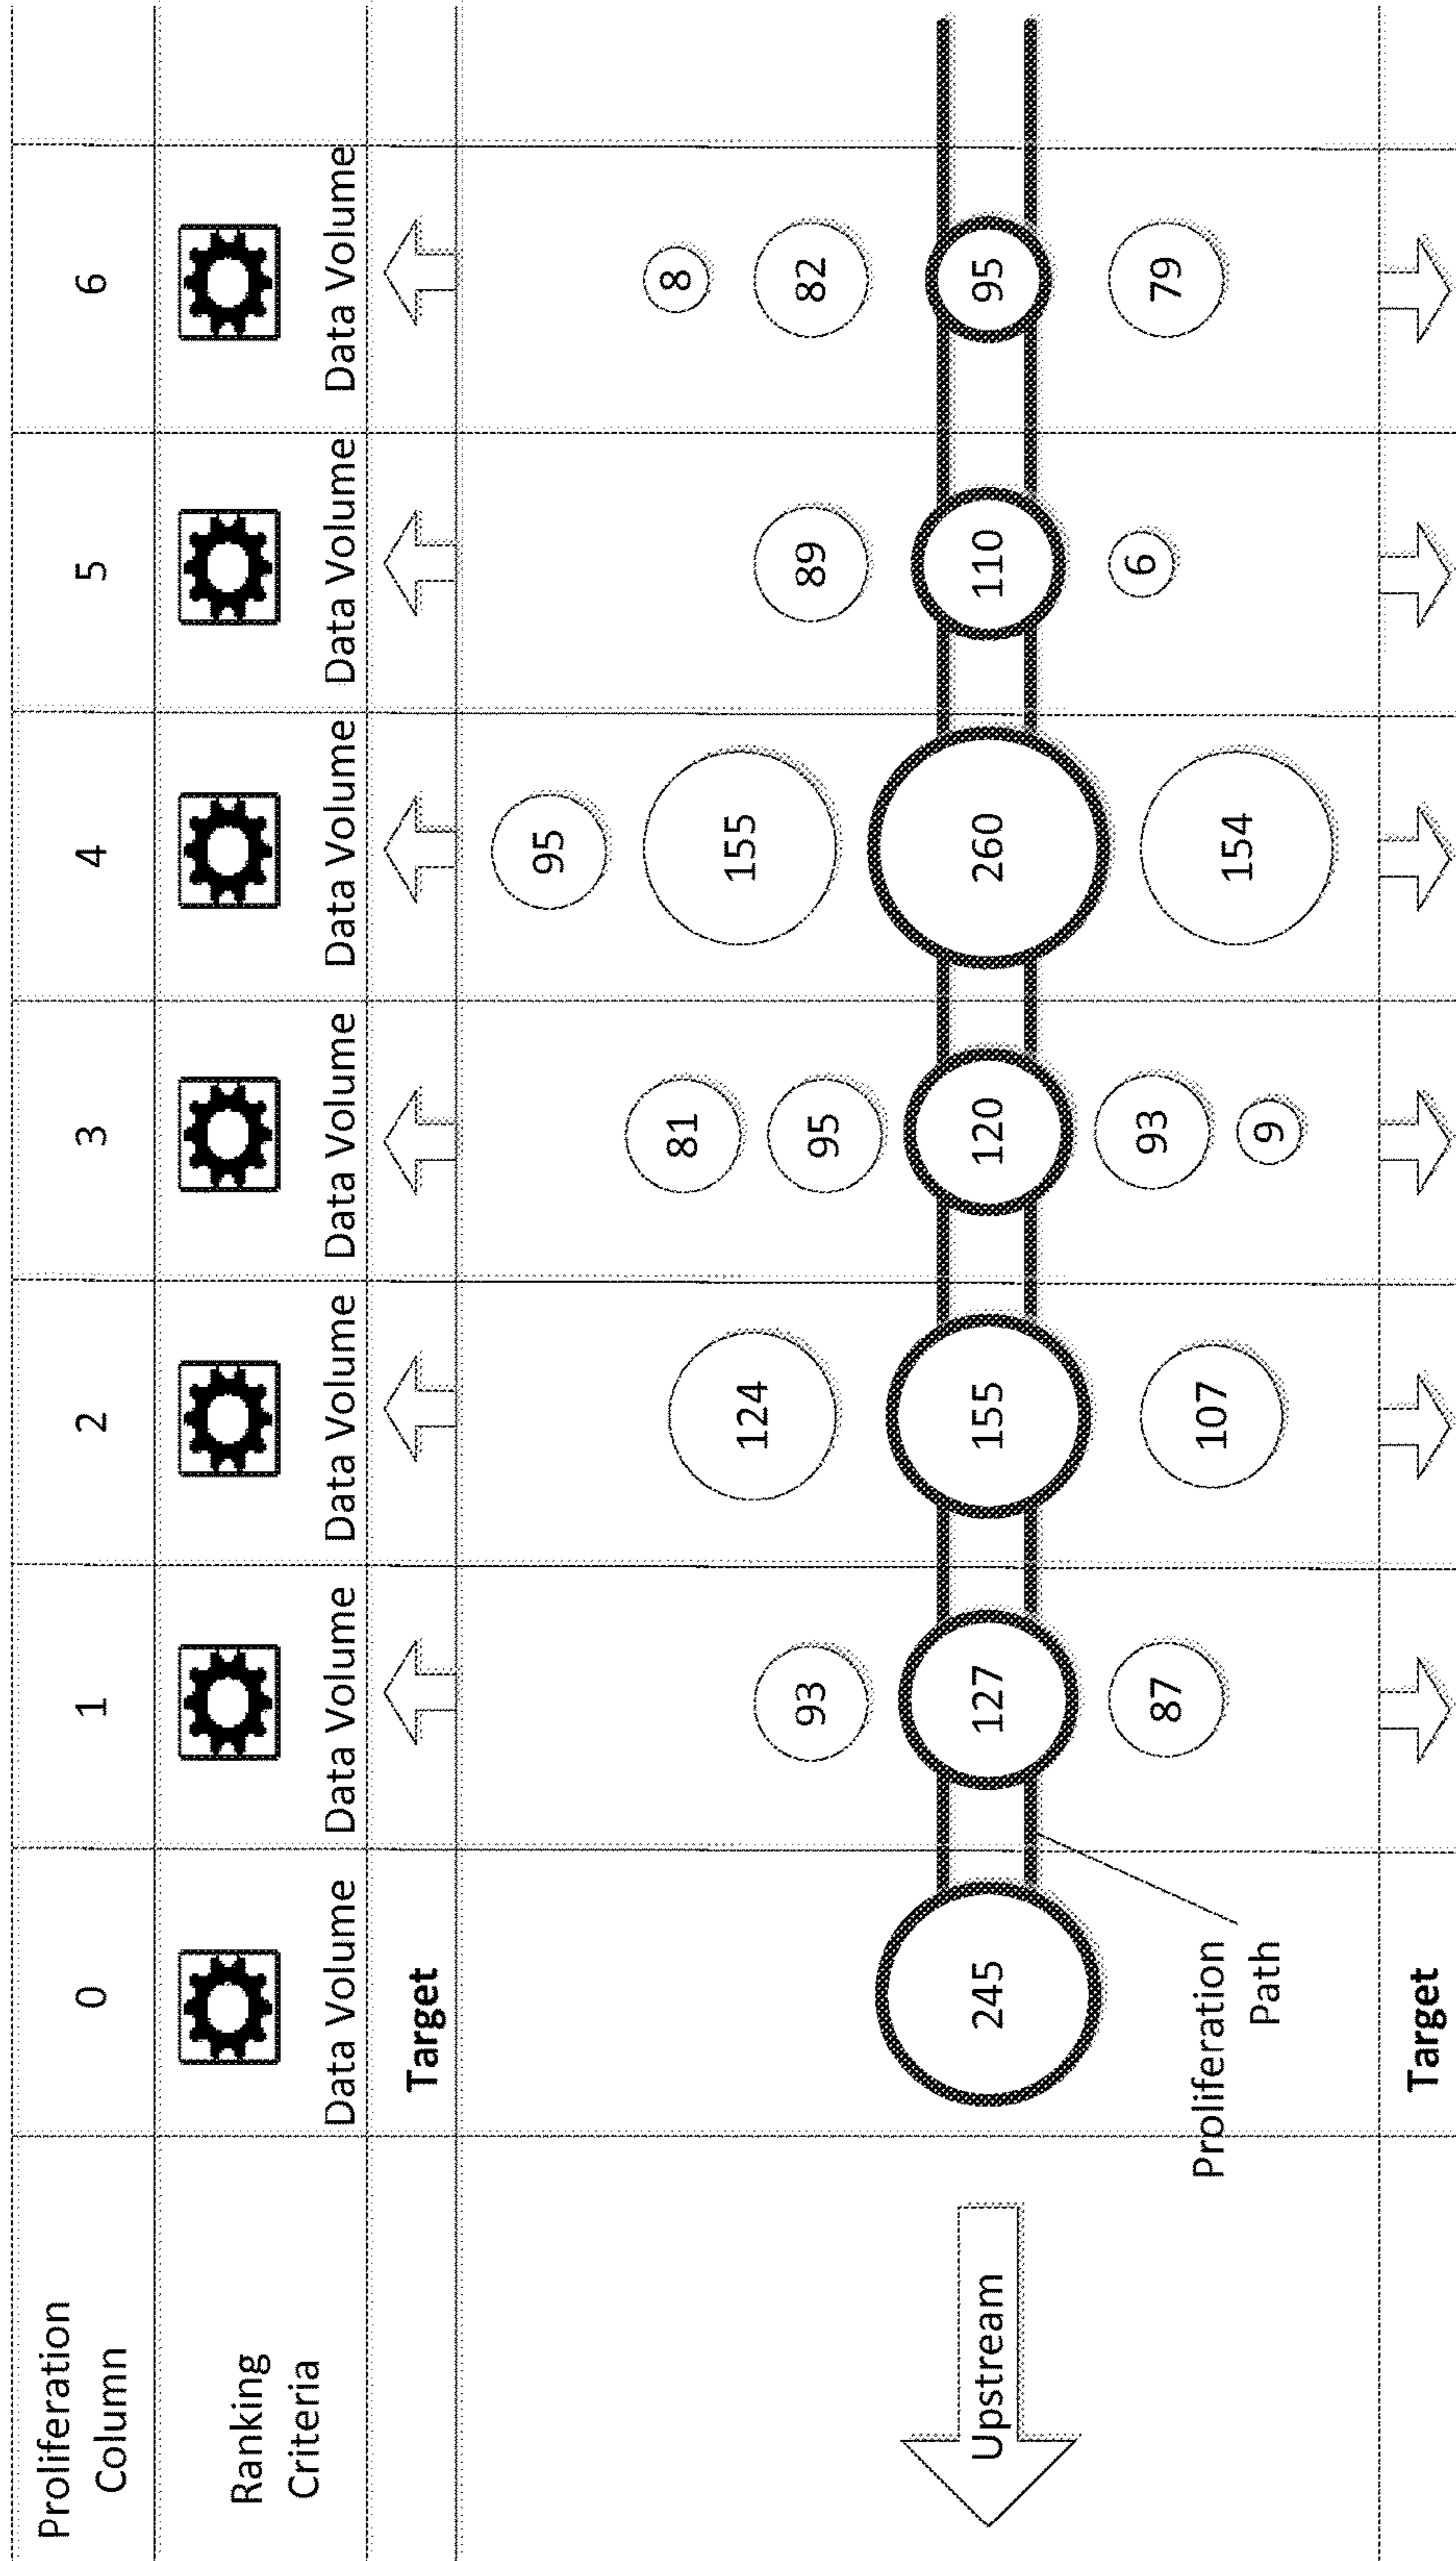 Proliferation
Column
0
1
2
3
4
5
6
Ranking
Criteria
Data Volume
Data Volume
Data Volume
Data Volume
Data Volume
Data Volume
Data Volume
Target
95
8
81
155
124
82
89
95
93
Upstream
245
127
155
120
260
110
95
79
6
93
87
154
107
9
Proliferation
Path
Target